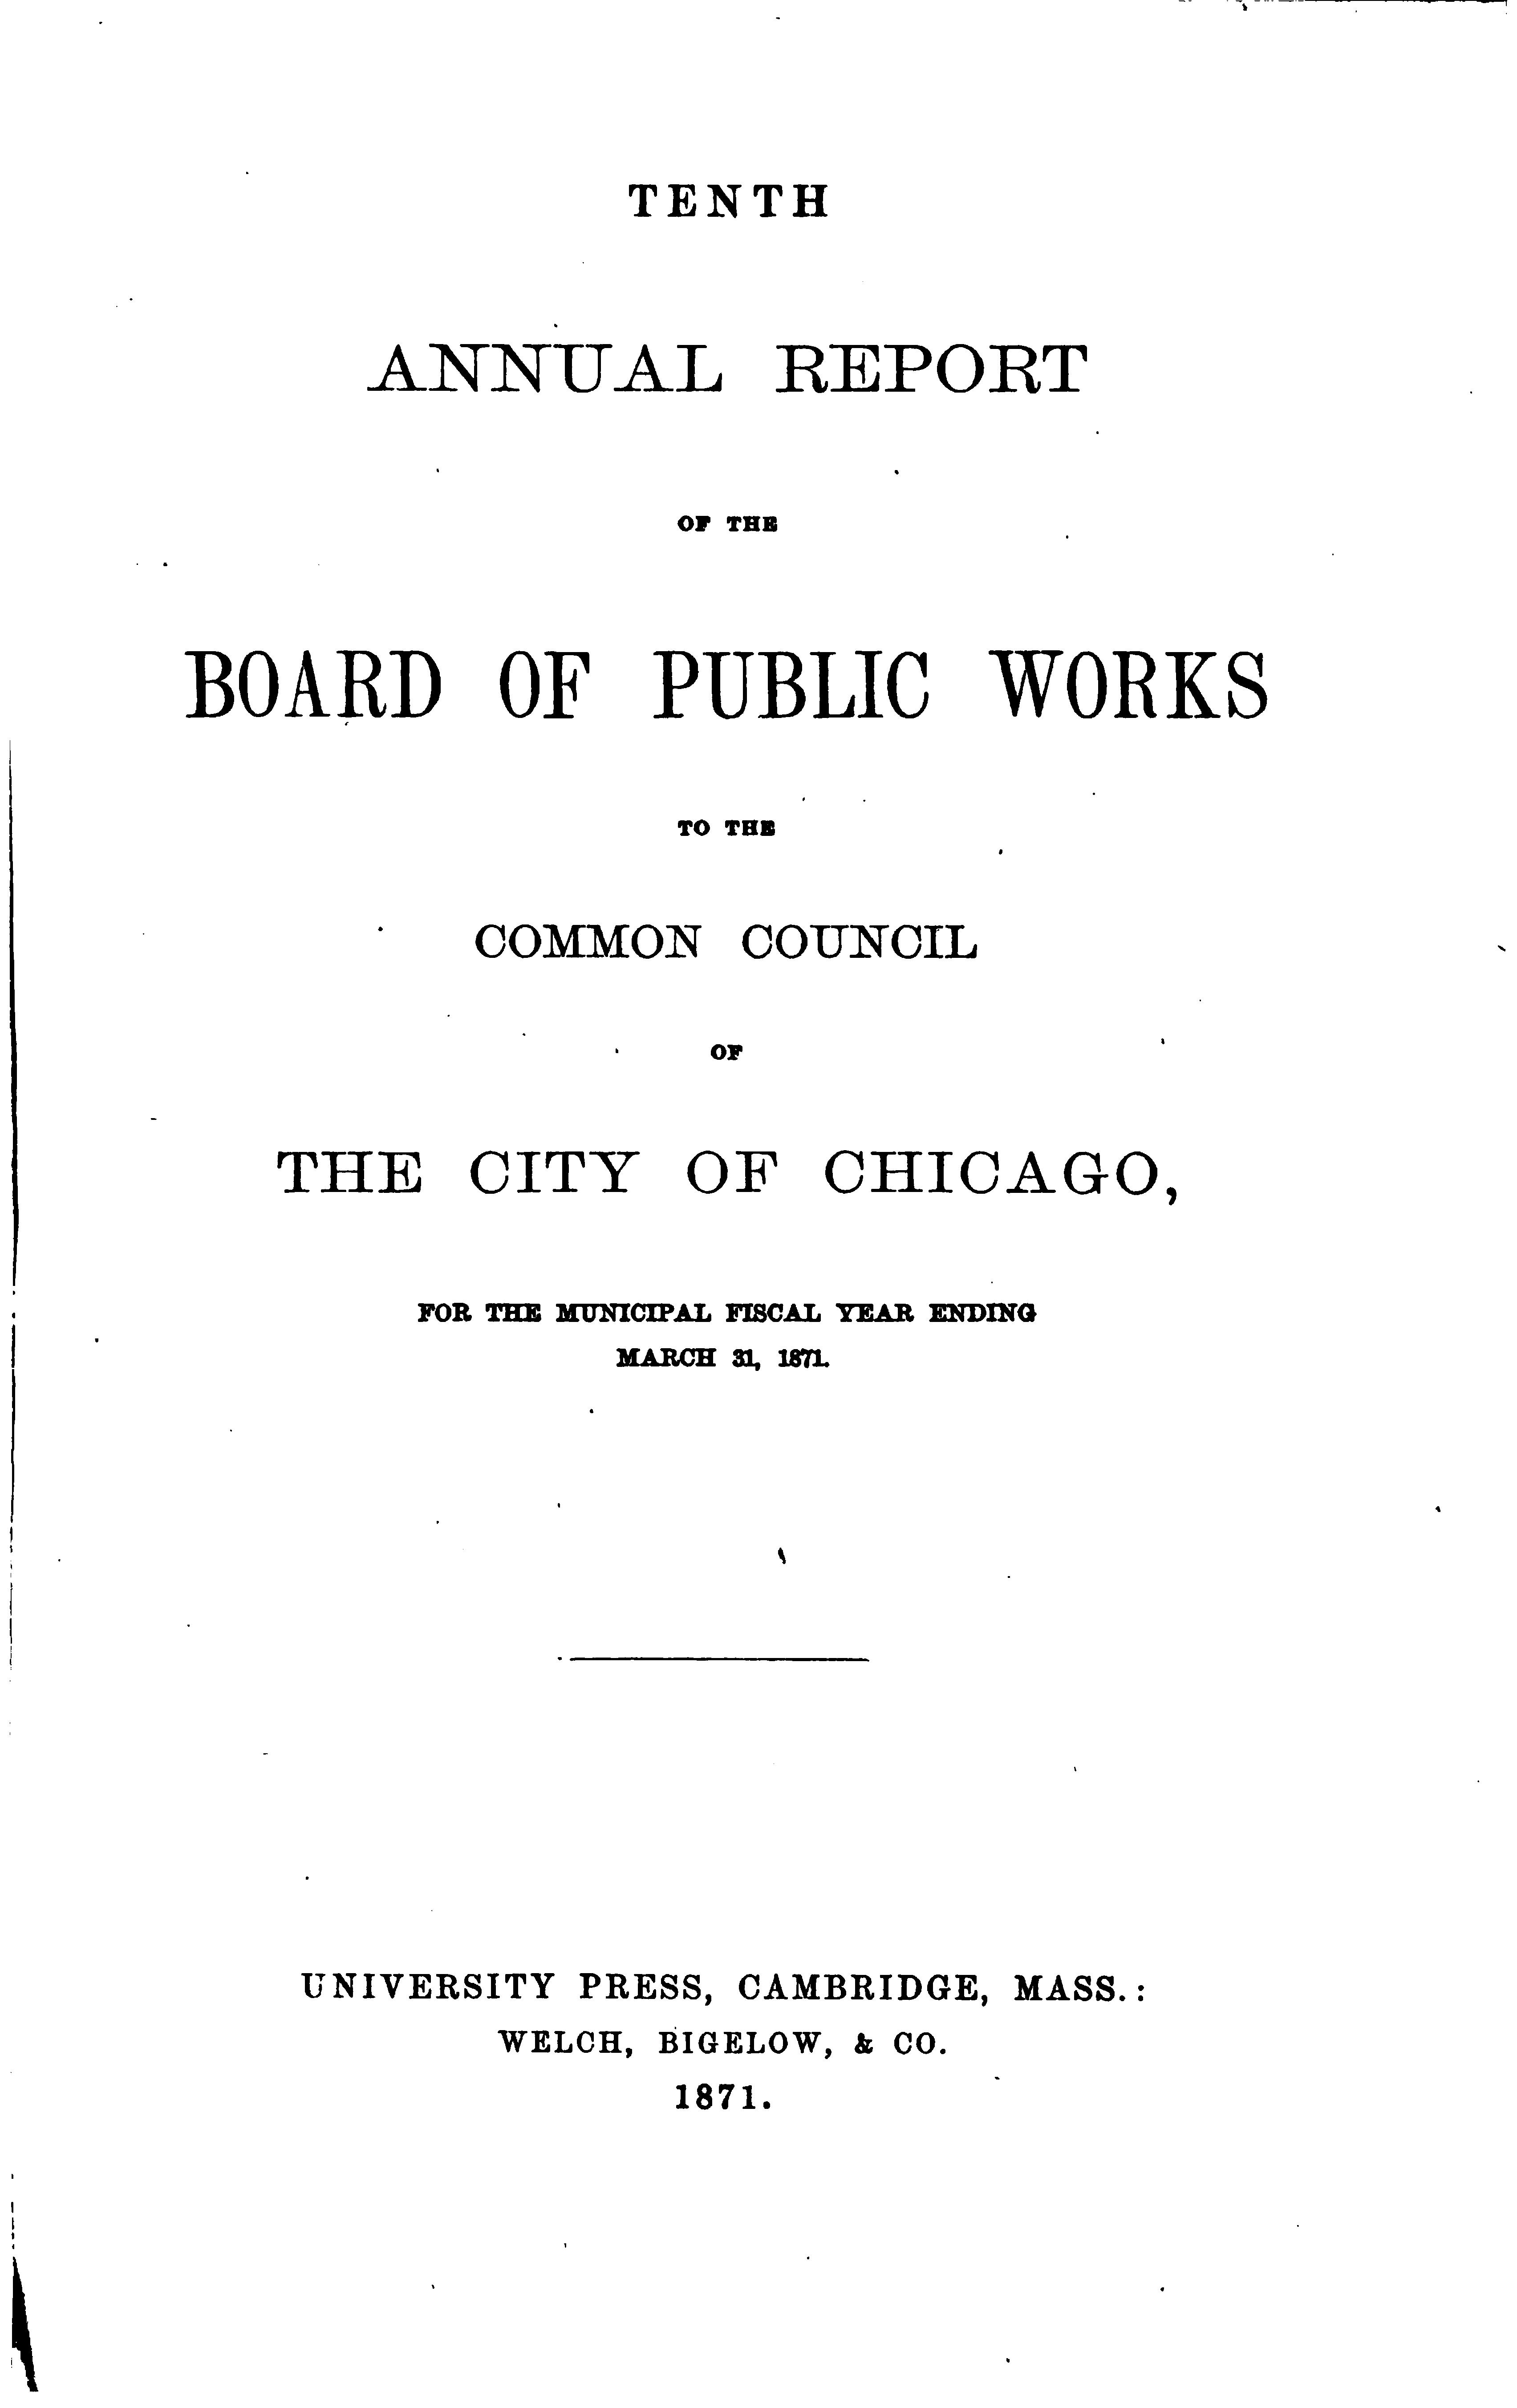 TENTH
ANNUAL REPORT
OF THE
BOARD OF PUBLIC WORKS
TO THE
COMMON COUNCIL
OF
THE CITY OF CHICAGO,
FOR THE MUNICIPAL FISCAL YEAR ENDING
MARCH 31, 1871.
UNIVERSITY PRESS, CAMBRIDGE, MASS.:
WELCH, BIGELOW, & CO.
1871.